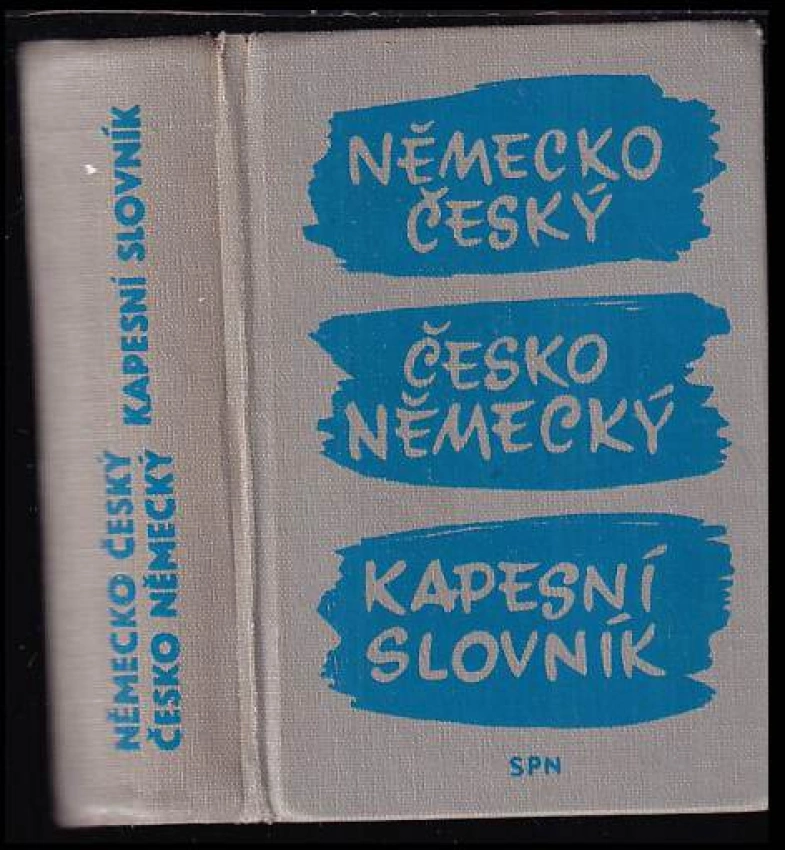 NĚMECKO ČESKÝ KAPESNÍ SLOVNÍK
ČESKO NĚMECKÝ
NĚMECKO
ČESKÝ
ČESKO
NĚMECKÝ
KAPESNÍ
SLOVNÍK
SPN